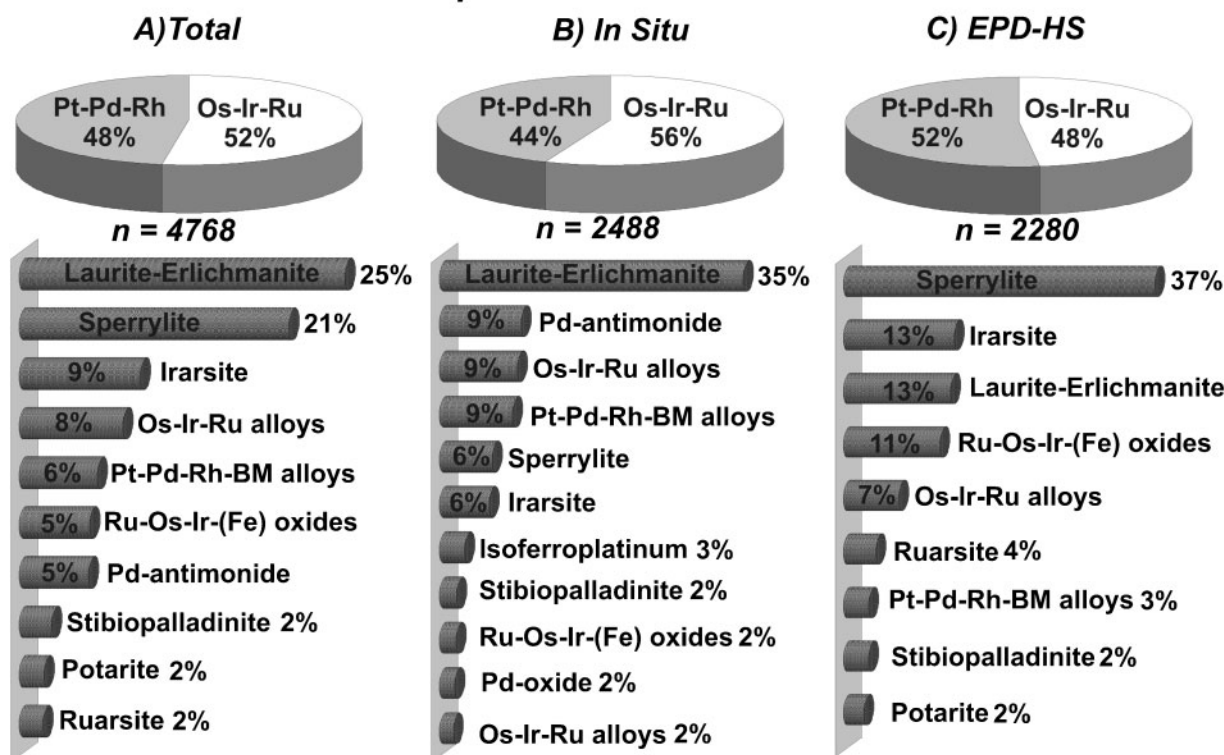 A)Total
Pt-Pd-Rh
48%
Os-Ir-Ru
52%
n = 4768
Laurite-Erlichmanite 25%
Sperrylite 21%
9% Irarsite
8% Os-Ir-Ru alloys
6% Pt-Pd-Rh-BM alloys
5% Ru-Os-Ir-(Fe) oxides
5% Pd-antimonide
Stibiopalladinite 2%
Potarite 2%
Ruarsite 2%
B) In Situ
Pt-Pd-Rh
44%
Os-Ir-Ru
56%
n = 2488
Laurite-Erlichmanite 35%
9% Pd-antimonide
9% Os-Ir-Ru alloys
9% Pt-Pd-Rh-BM alloys
6% Sperrylite
6% Irarsite
Isoferroplatinum 3%
Stibiopalladinite 2%
Ru-Os-Ir-(Fe) oxides 2%
Pd-oxide 2%
Os-Ir-Ru alloys 2%
C) EPD-HS
Pt-Pd-Rh
52%
Os-Ir-Ru
48%
n = 2280
Sperrylite 37%
13% Irarsite
13% Laurite-Erlichmanite
11% Ru-Os-Ir-(Fe) oxides
7% Os-Ir-Ru alloys
Ruarsite 4%
Pt-Pd-Rh-BM alloys 3%
Stibiopalladinite 2%
Potarite 2%